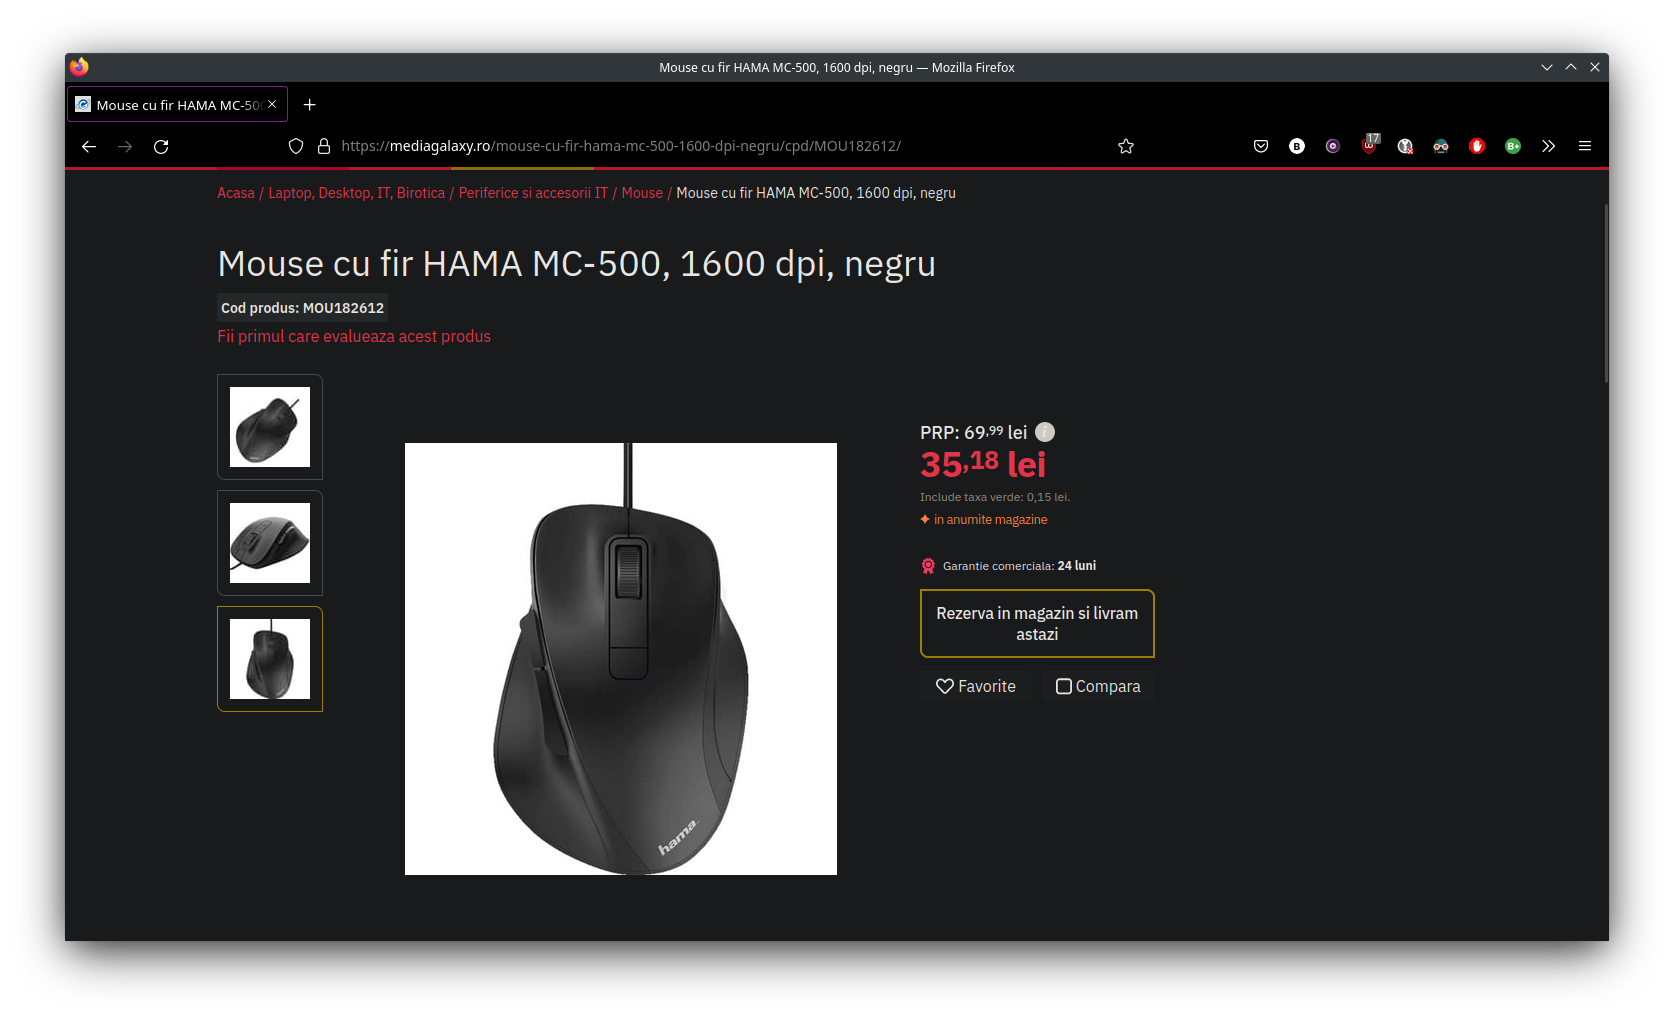 Mouse cu fir HAMA MC-500, 1600 dpi, negru — Mozilla Firefox
Mouse cu fir HAMA MC-500
https://mediagalaxy.ro/mouse-cu-fir-hama-mc-500-1600-dpi-negru/cpd/MOU182612/
17
B
B+
Acasa / Laptop, Desktop, IT, Birotica / Periferice si accesorii IT / Mouse / Mouse cu fir HAMA MC-500, 1600 dpi, negru
Mouse cu fir HAMA MC-500, 1600 dpi, negru
Cod produs: MOU182612
Fii primul care evalueaza acest produs
PRP: 69,99 lei i
35,18 lei
Include taxa verde: 0,15 lei.
in anumite magazine
Garantie comerciala: 24 luni
Rezerva in magazin si livram
astazi
Favorite Compara
hama